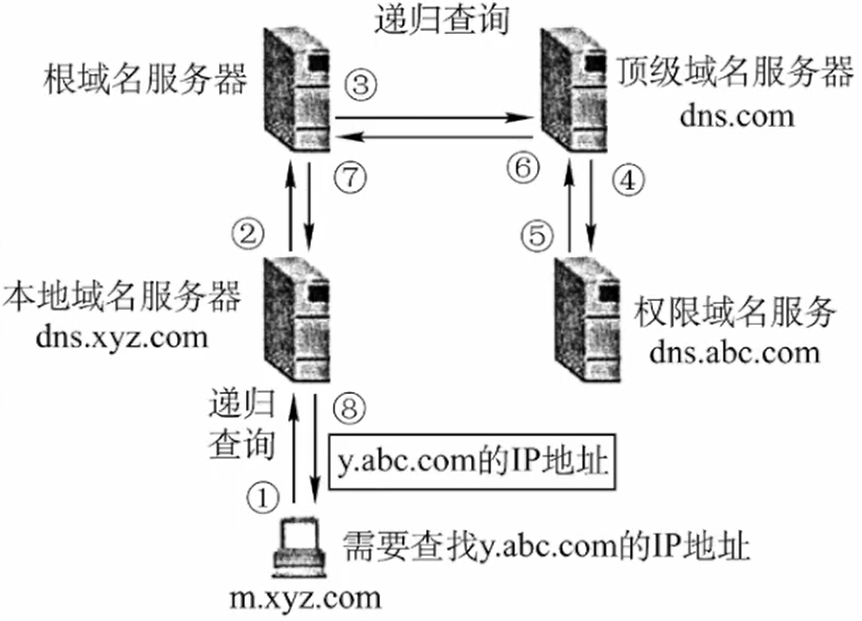 递归查询
根域名服务器
③
顶级域名服务器
dns.com
⑥
⑦
④
②
⑤
本地域名服务器
dns.xyz.com
权限域名服务
dns.abc.com
递归
查询
⑧
y.abc.com的IP地址
①
需要查找y.abc.com的IP地址
m.xyz.com